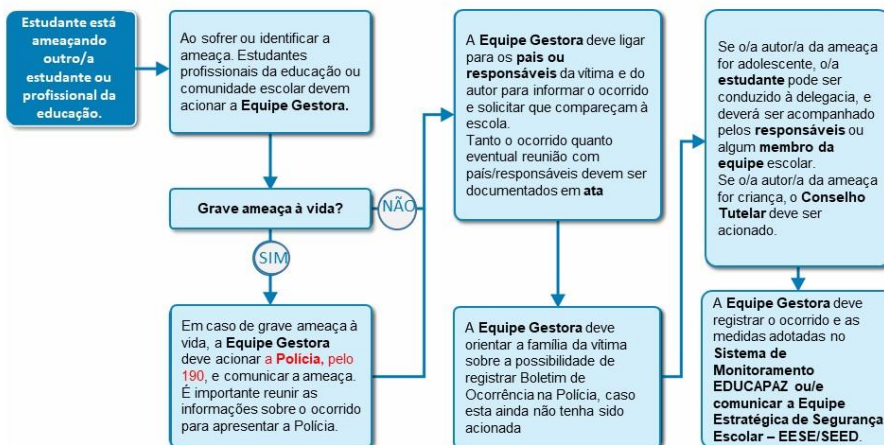 Estudante está
ameaçando
outro/a
estudante ou
profissional da
educação.
Ao sofrer ou identificar a
ameaça. Estudantes
profissionais da educação ou
comunidade escolar devem
acionar a Equipe Gestora.
Grave ameaça à vida?
NÃO
SIM
Em caso de grave ameaça à
vida, a Equipe Gestora
deve acionar a Polícia, pelo
190, e comunicar a ameaça.
É importante reunir as
informações sobre o ocorrido
para apresentar a Polícia.
A Equipe Gestora deve ligar
para os pais ou
responsáveis da vítima e do
autor para informar o ocorrido
e solicitar que compareçam à
escola.
Tanto o ocorrido quanto
eventual reunião com
país/responsáveis devem ser
documentados em ata
A Equipe Gestora deve
orientar a família da vítima
sobre a possibilidade de
registrar Boletim de
Ocorrência na Polícia, caso
esta ainda não tenha sido
acionada
Se o/a autor/a da ameaça
for adolescente, o/a
estudante pode ser
conduzido à delegacia, e
deverá ser acompanhado
pelos responsáveis ou
algum membro da
equipe escolar.
Se o/a autor/a da ameaça
for criança, o Conselho
Tutelar deve ser
acionado.
A Equipe Gestora deve
registrar o ocorrido e as
medidas adotadas no
Sistema de
Monitoramento
EDUCAPAZ ou/e
comunicar a Equipe
Estratégica de Segurança
Escolar – EESE/SEED.